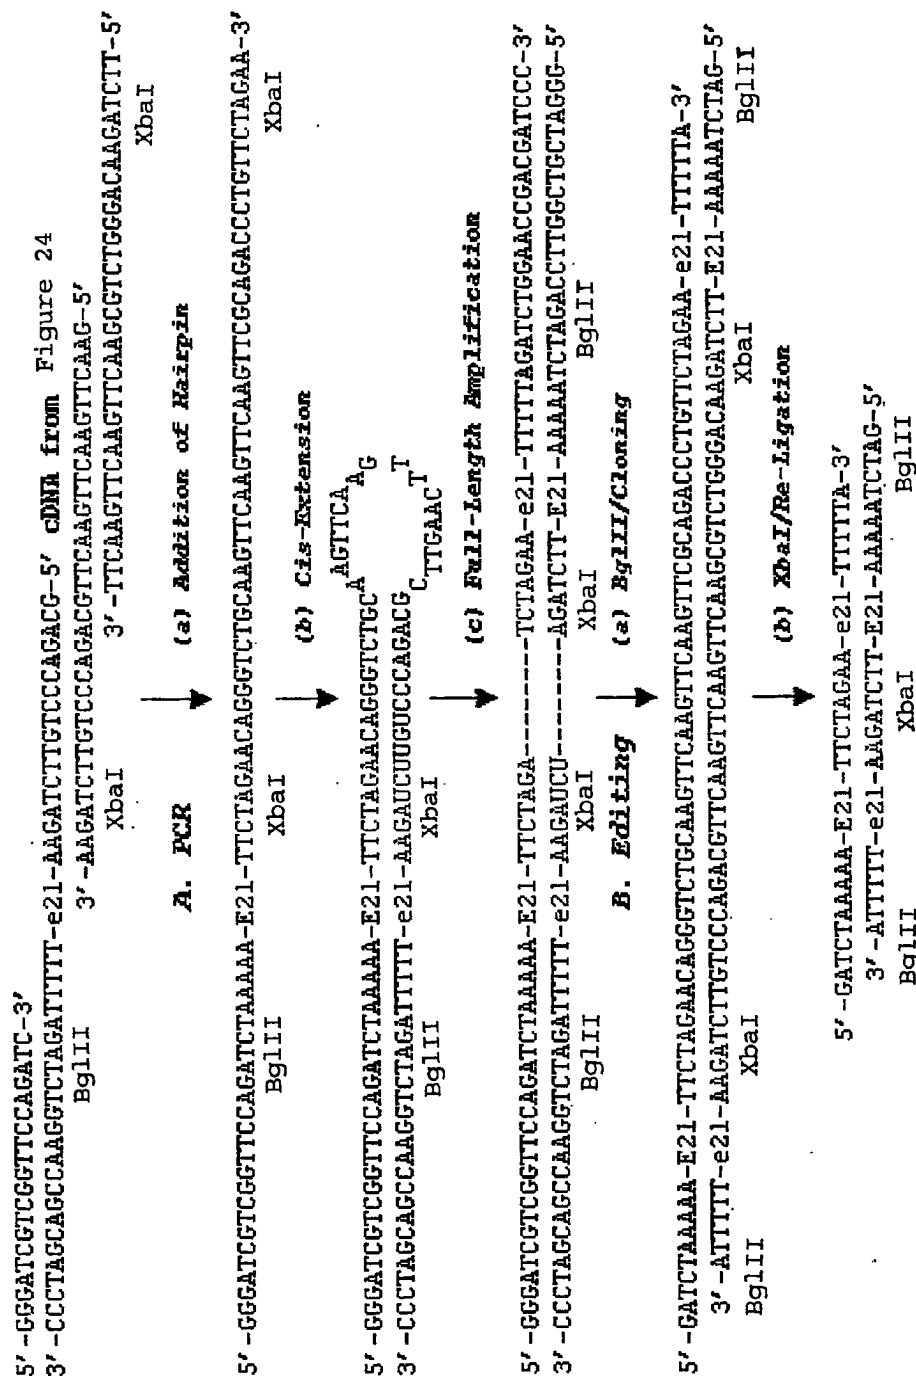 5'-GGGATCGTCGGTTCCAGATC-3'
3'-CCCTAGCAGCCAAGGTCTAGATTTTT-e21-AAGATCTTGTCCCAGACG-5' cDNA from Figure 24
BglII
3'-AAGATCTTGTCCCAGACGTTCAAGTTCAAGTTCAAG-5'
XbaI
3'-TTCAAGTTCAAGTTCAAGCGTCTGGGACAAGATCTT-5'
XbaI
A. PCR
(a) Addition of Hairpin
5'-GGGATCGTCGGTTCCAGATCTAAAAA-E21-TTCTAGAACAGGGTCTGCAAGTTCAAGTTCAAGTTCGCAGACCCTGTTCTAGAA-3'
BglII
XbaI
XbaI
(b) Cis-Extension
AGTTCA
A
A
G
5'-GGGATCGTCGGTTCCAGATCTAAAAA-E21-TTCTAGAACAGGGTCTGC
3'-CCCTAGCAGCCAAGGTCTAGATTTTT-e21-AAGAUCUUGUCCCAGACG
C
TTGAAC
T
T
BglII
XbaI
(c) Full-Length Amplification
5'-GGGATCGTCGGTTCCAGATCTAAAAA-E21-TTCTAGA--------TCTAGAA-e21-TTTTTAGATCTGGAACCGACGATCCC-3'
3'-CCCTAGCAGCCAAGGTCTAGATTTTT-e21-AAGAUCU--------AGATCTT-E21-AAAAATCTAGACCTTGGCTGCTAGGG-5'
BglII
XbaI
XbaI
BglII
B. Editing
(a) BglII/Cloning
5'-GATCTAAAAA-E21-TTCTAGAACAGGGTCTGCAAGTTCAAGTTCAAGTTCGCAGACCCTGTTCTAGAA-e21-TTTTTA-3'
3'-ATTTTT-e21-AAGATCTTGTCCCAGACGTTCAAGTTCAAGTTCAAGCGTCTGGGACAAGATCTT-E21-AAAAATCTAG-5'
BglII
XbaI
XbaI
BglII
(b) XbaI/Re-Ligation
5'-GATCTAAAAA-E21-TTCTAGAA-e21-TTTTTA-3'
3'-ATTTTT-e21-AAGATCTT-E21-AAAAATCTAG-5'
BglII
XbaI
BglII